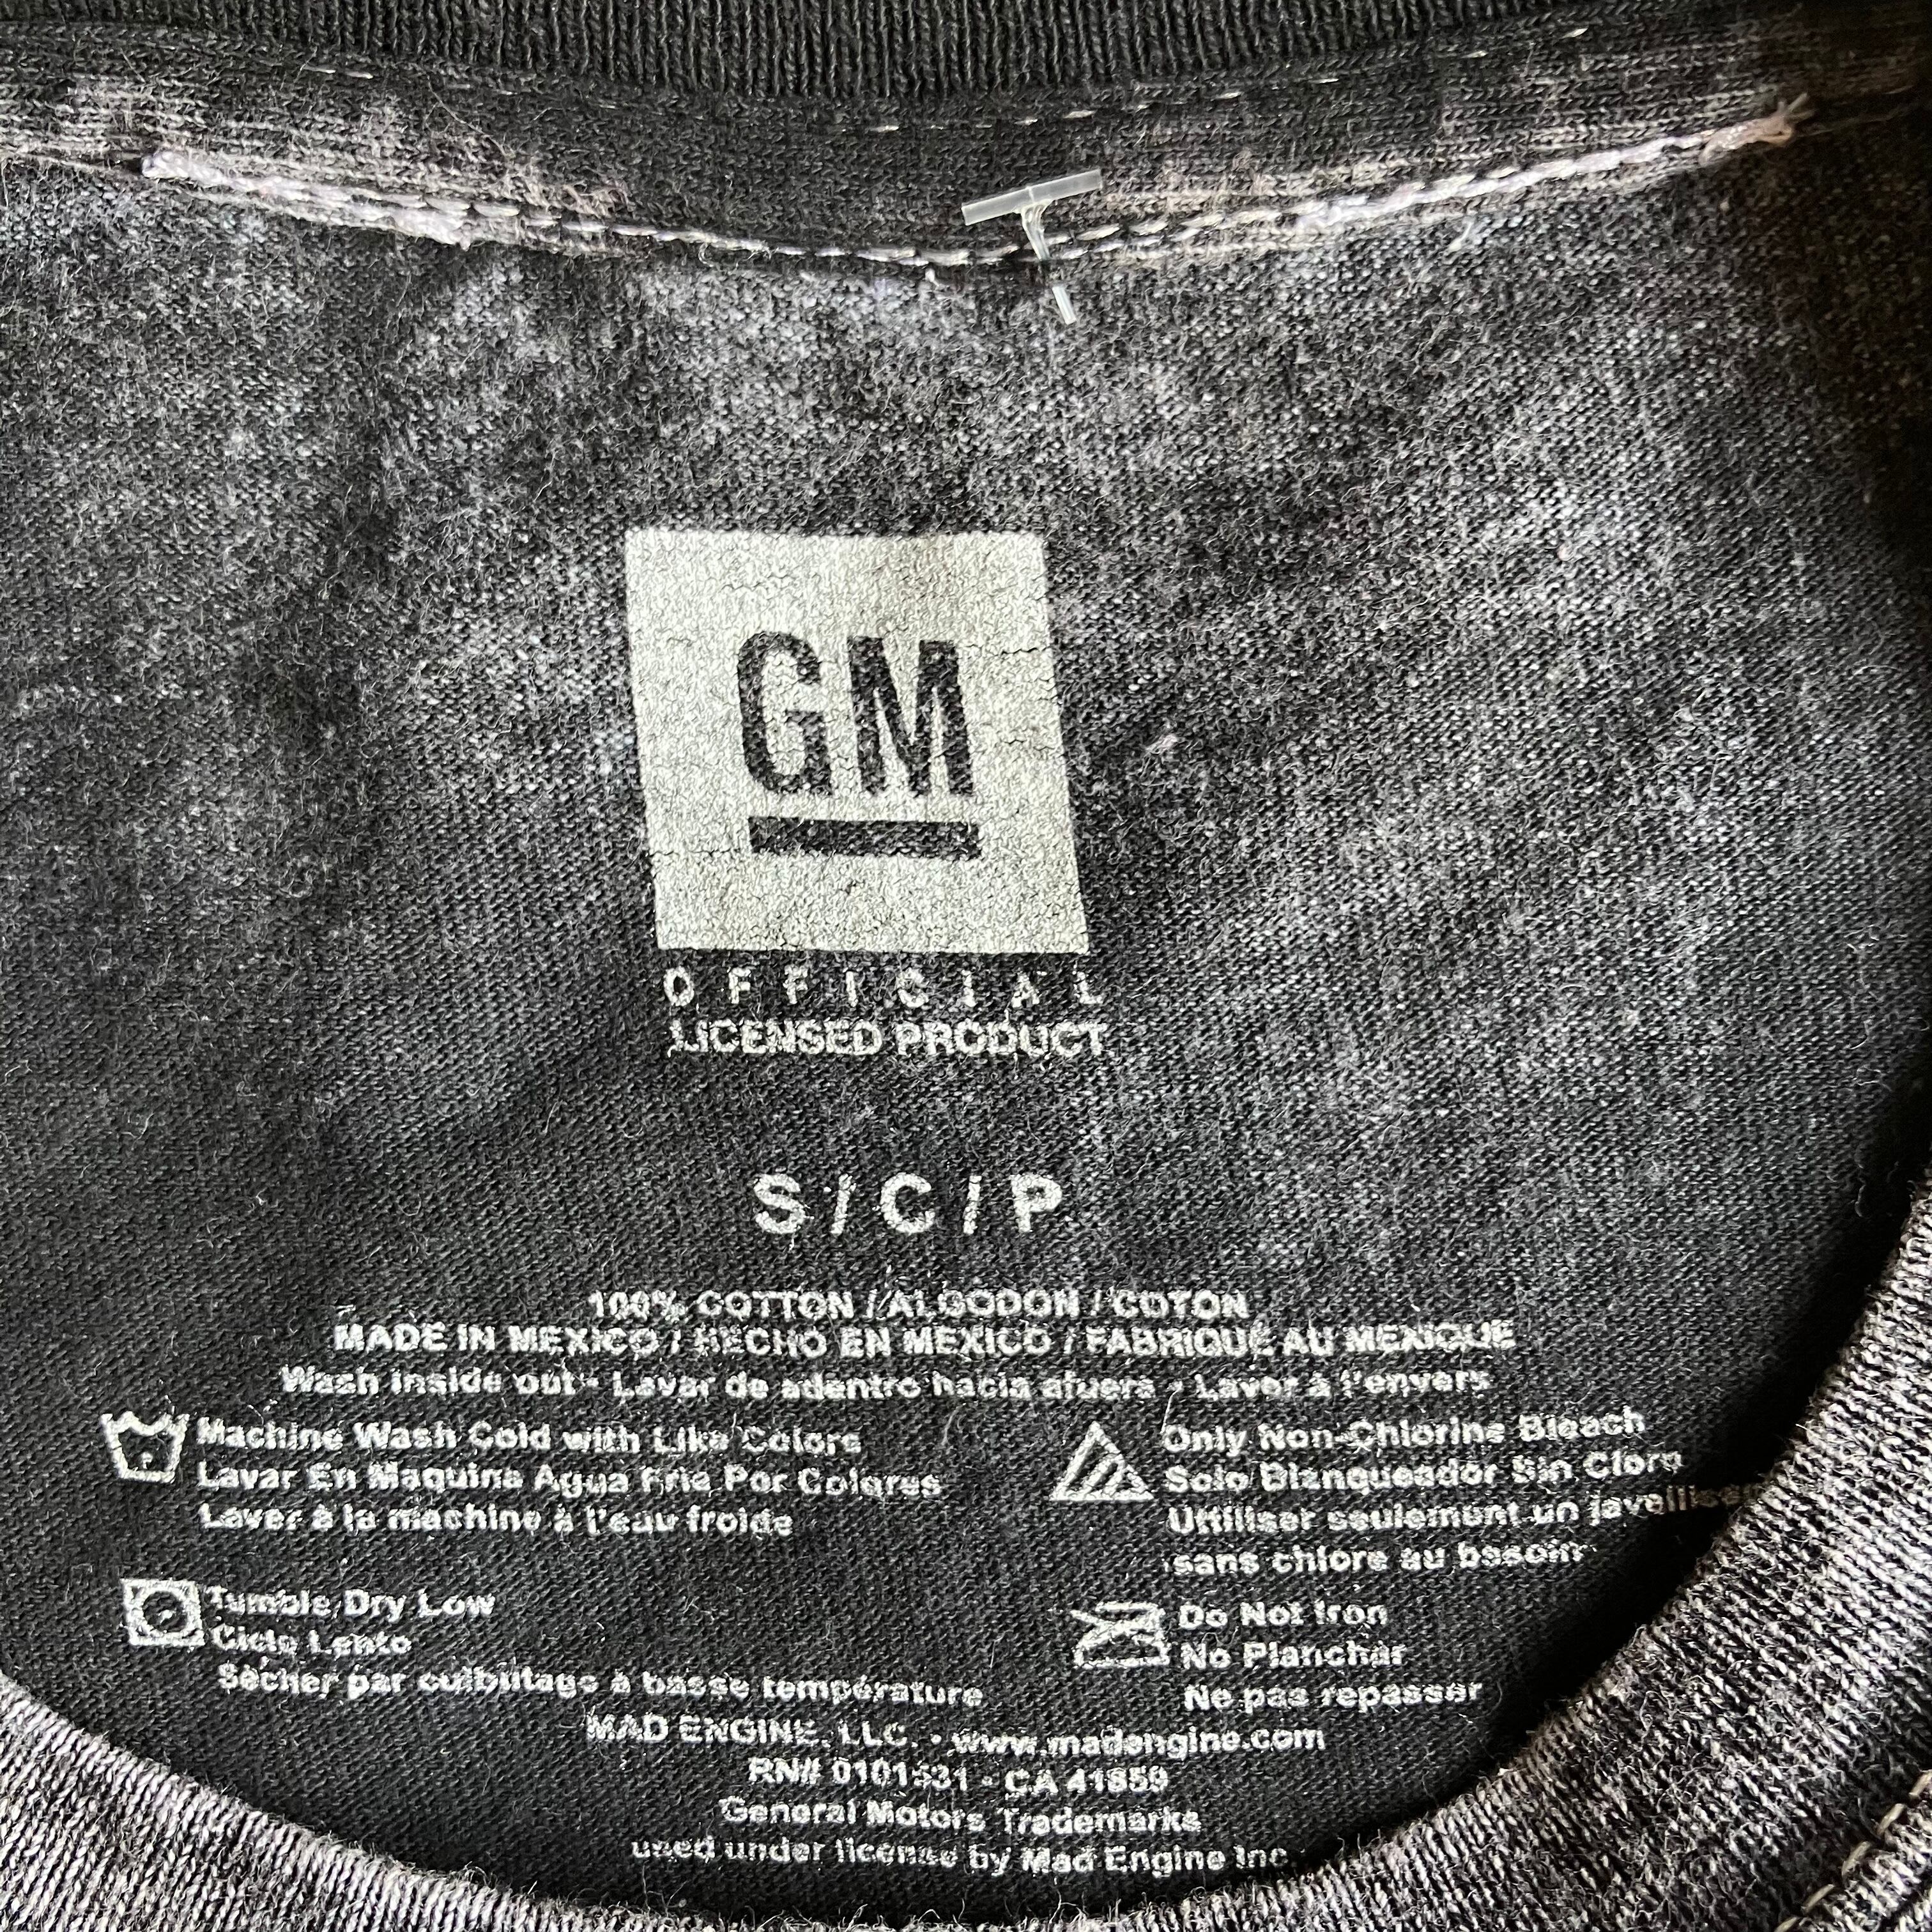 GM
OFFICIAL
LICENSED PRODUCT
S / C / P
100% COTTON / ALGODON / COTON
MADE IN MEXICO / HECHO EN MEXICO / FABRIQUÉ AU MEXIQUE
Wash inside out - Lavar de adentro hacia afuera - Laver à l'envers
Machine Wash Cold with Like Colors
Lavar En Maquina Agua Fria Por Colores
Laver à la machine à l'eau froide
Only Non-Chlorine Bleach
Solo Blanqueador Sin Cloro
Uttiliser seulement un
sans chlore au besoin
Tumble Dry Low
Ciclo Lento
Sécher par culbuttage à basse température
Do Not Iron
No Planchar
Ne pas repasser
MAD ENGINE, LLC. • www.madengine.com
RN# - CA 41859
General Motors Trademarks
used under license by Mad Engine Inc.